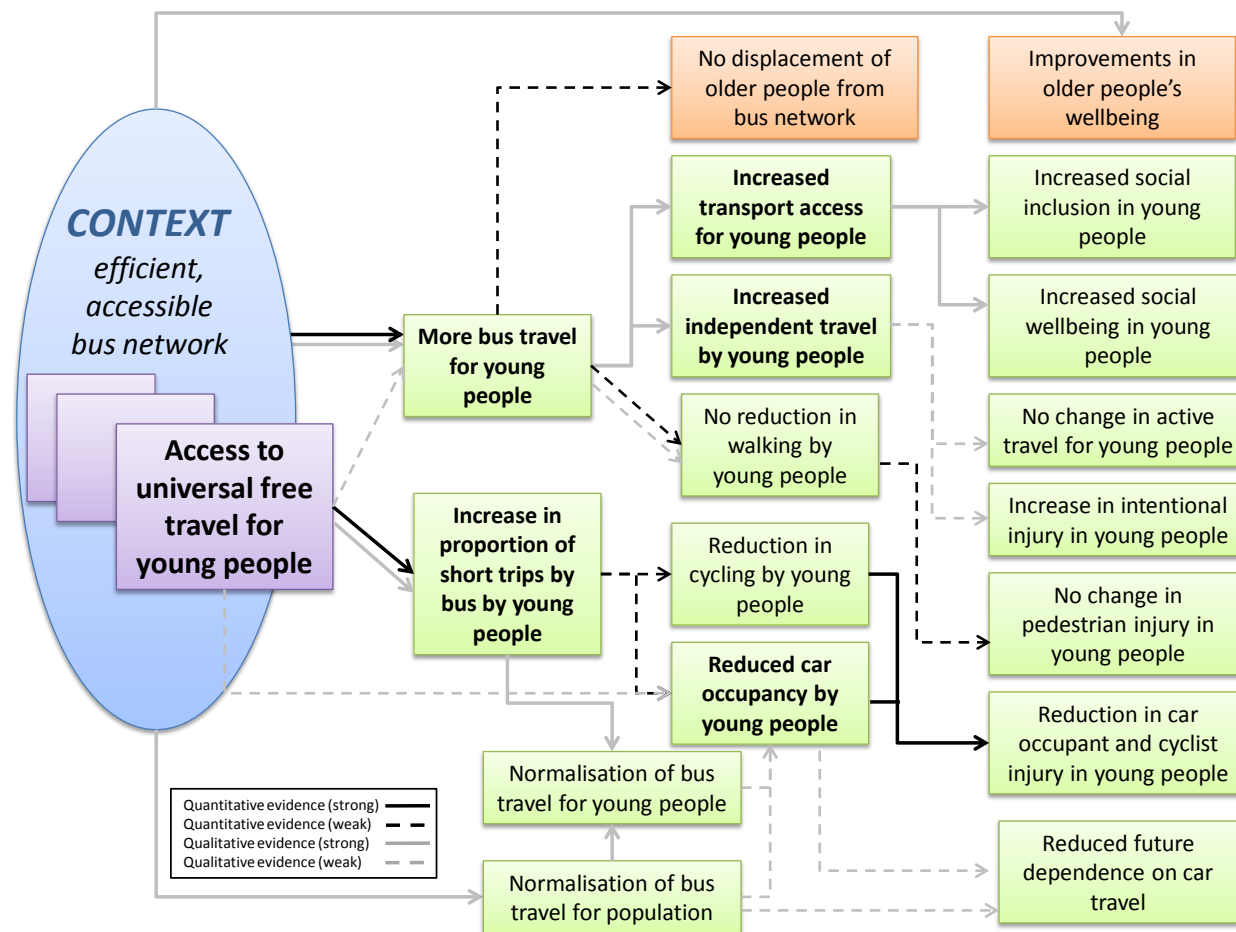 No displacement of
older people from
bus network
Improvements in
older people's
wellbeing
CONTEXT
efficient,
accessible
bus network
Increased
transport access
for young people
Increased social
inclusion in young
people
Increased
independent travel
by young people
Increased social
wellbeing in young
people
More bus travel
for young
people
No reduction in
walking by
young people
No change in active
travel for young people
Access to
universal free
travel for
young people
Increase in intentional
injury in young people
Increase in
proportion of
short trips by
bus by young
people
Reduction in
cycling by young
people
No change in
pedestrian injury in
young people
Reduced car
occupancy by
young people
Reduction in car
occupant and cyclist
injury in young people
Normalisation of bus
travel for young people
Quantitative evidence (strong)
Quantitative evidence (weak)
Qualitative evidence (strong)
Qualitative evidence (weak)
Reduced future
dependence on car
travel
Normalisation of bus
travel for population